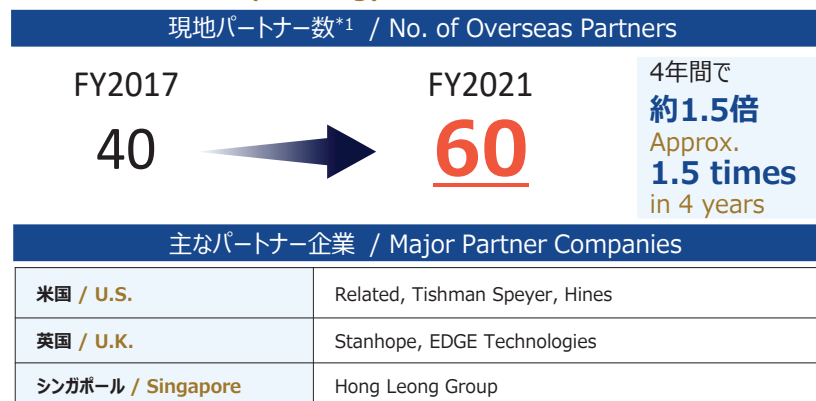 現地パートナー数*1 / No. of Overseas Partners
FY2017
40
FY2021
60
4年間で
約1.5倍
Approx.
1.5 times
in 4 years
主なパートナー企業 / Major Partner Companies
米国 / U.S. Related, Tishman Speyer, Hines
英国 / U.K. Stanhope, EDGE Technologies
シンガポール / Singapore Hong Leong Group